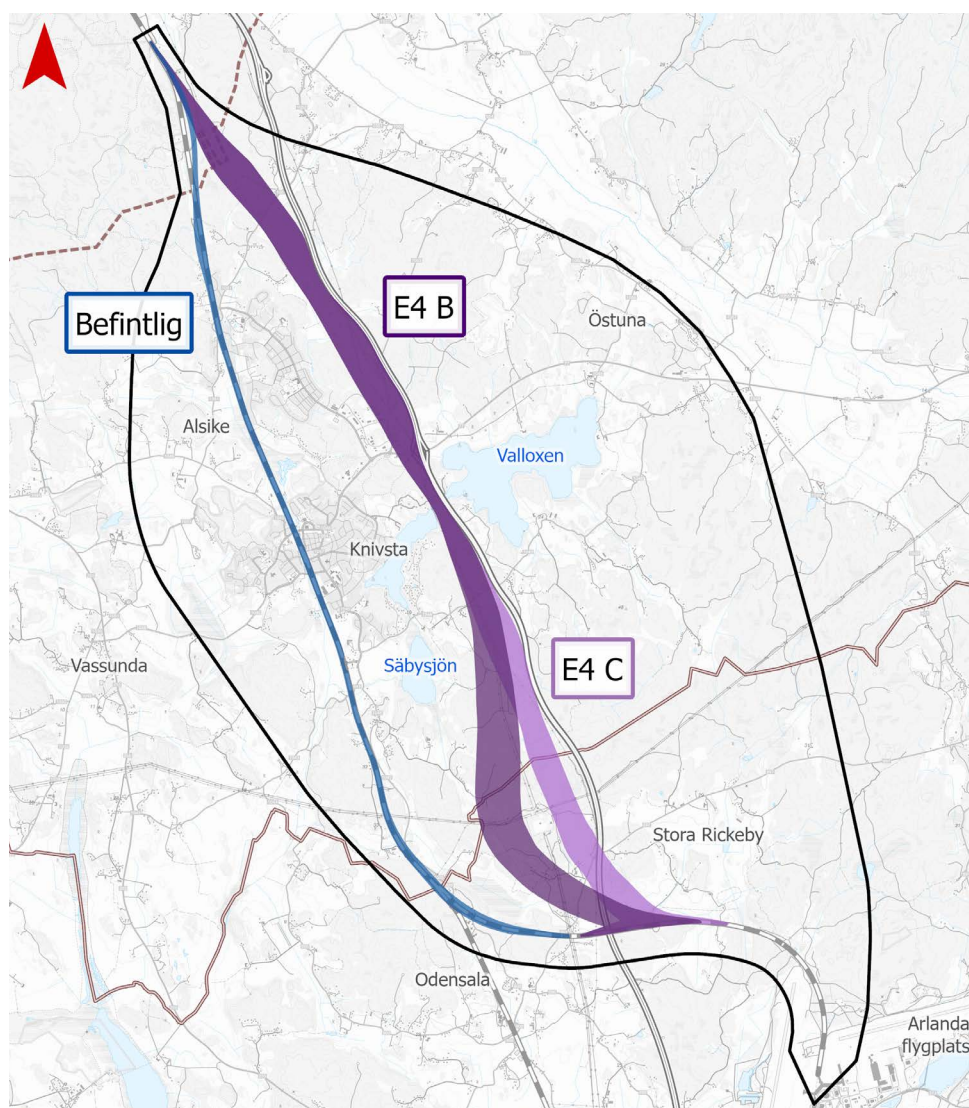 Befintlig
E4 B
Östuna
Alsike
Valloxen
Knivsta
Vassunda
Säbysjön
E4 C
Stora Rickeby
Odensala
Arlanda
flygplats